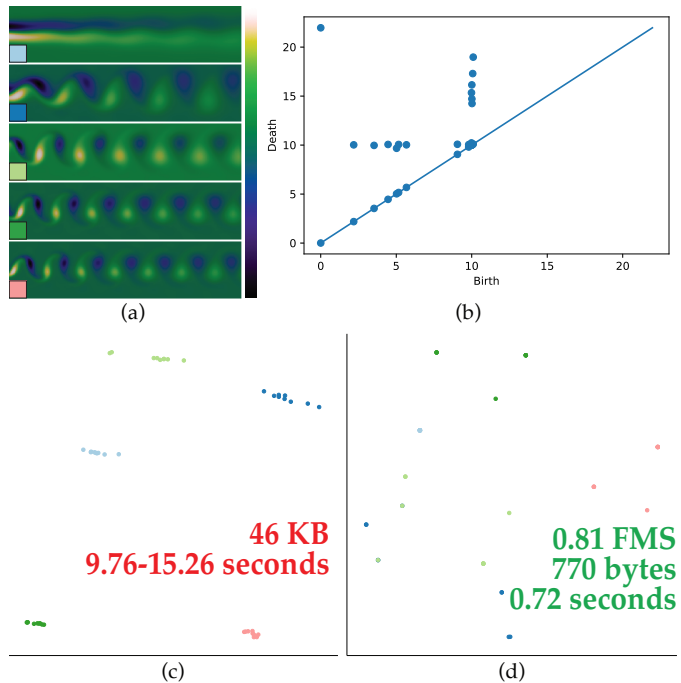 (a)
20
15
10
5
0
Death
0 5 10 15 20
Birth
(b)
46 KB
9.76-15.26 seconds
(c)
0.81 FMS
770 bytes
0.72 seconds
(d)